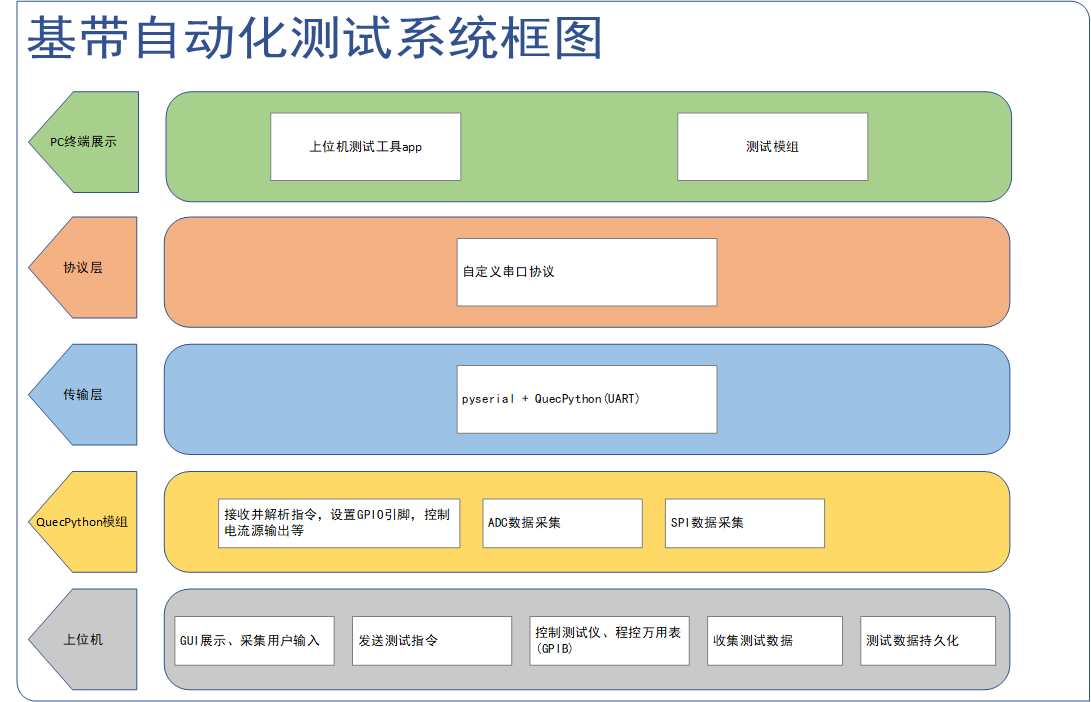 基带自动化测试系统框图
PC终端展示
上位机测试工具app
测试模组
协议层
自定义串口协议
传输层
pyserial + QuecPython(UART)
QuecPython模组
接收并解析指令，设置GPIO引脚，控制
电流源输出等
ADC数据采集
SPI数据采集
上位机
GUI展示、采集用户输入
发送测试指令
控制测试仪、程控万用表
(GPIB)
收集测试数据
测试数据持久化